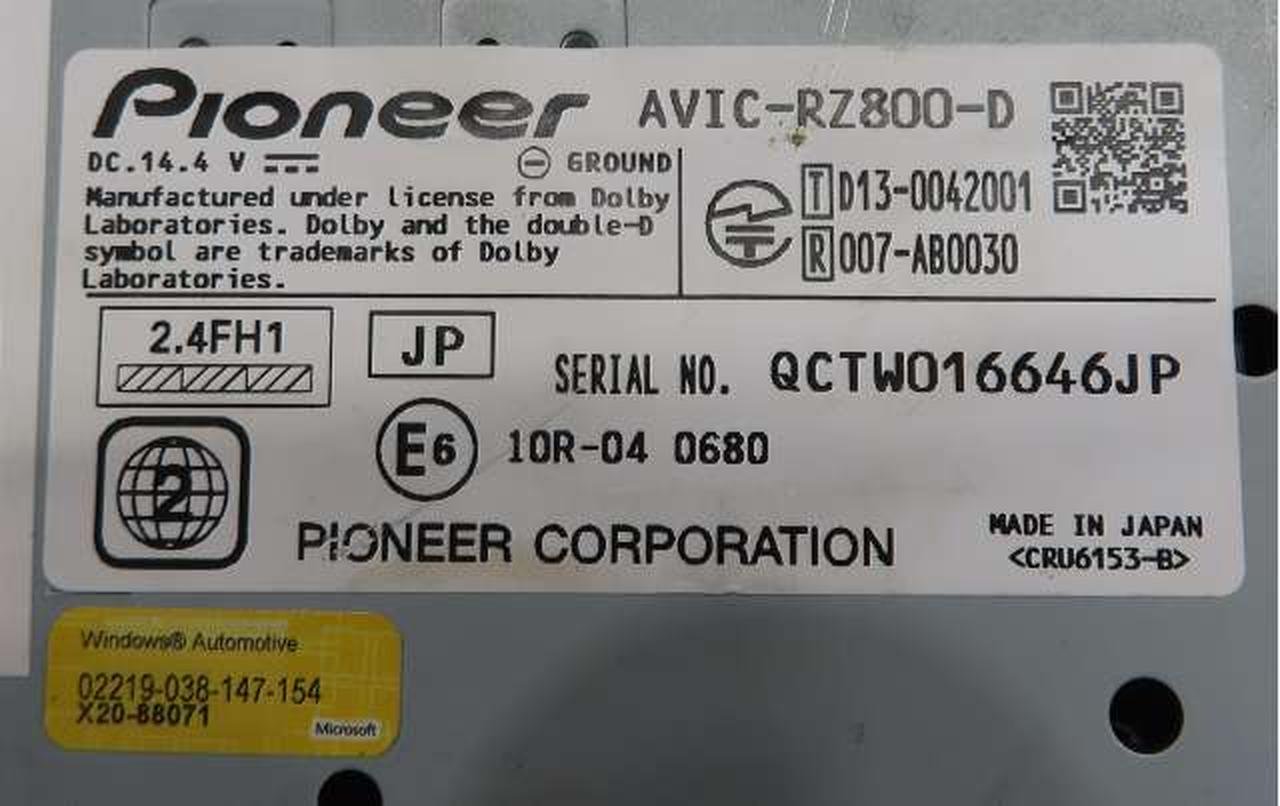 Pioneer AVIC-RZ800-D
DC.14.4 V GROUND
Manufactured under license from Dolby
Laboratories. Dolby and the double-D
symbol are trademarks of Dolby
Laboratories.
T D13-0042001
R 007-AB0030
2.4FH1
JP
SERIAL NO. QCTW016646JP
2
E6 10R-04 0680
PIONEER CORPORATION
MADE IN JAPAN
<CRU6153-B>
Windows® Automotive
02219-038-147-154
X20-88071
Microsoft